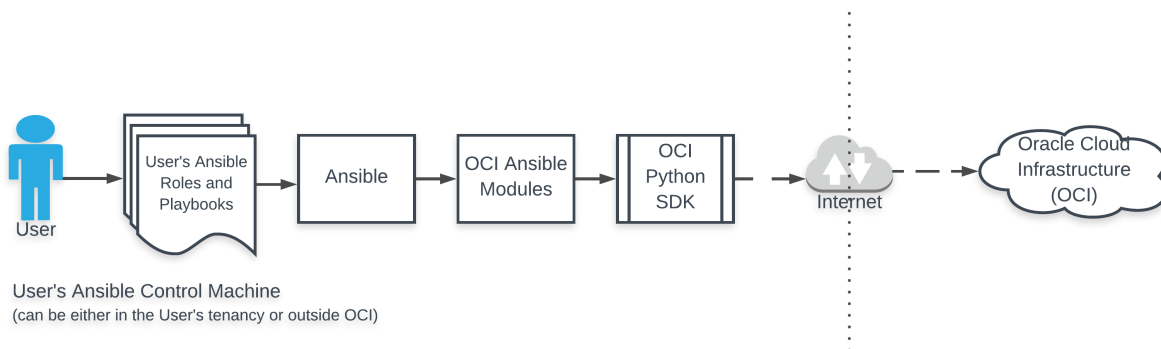 User
User's Ansible
Roles and
Playbooks
Ansible
OCI Ansible
Modules
OCI
Python
SDK
Internet
Oracle Cloud
Infrastructure
(OCI)
User's Ansible Control Machine
(can be either in the User's tenancy or outside OCI)